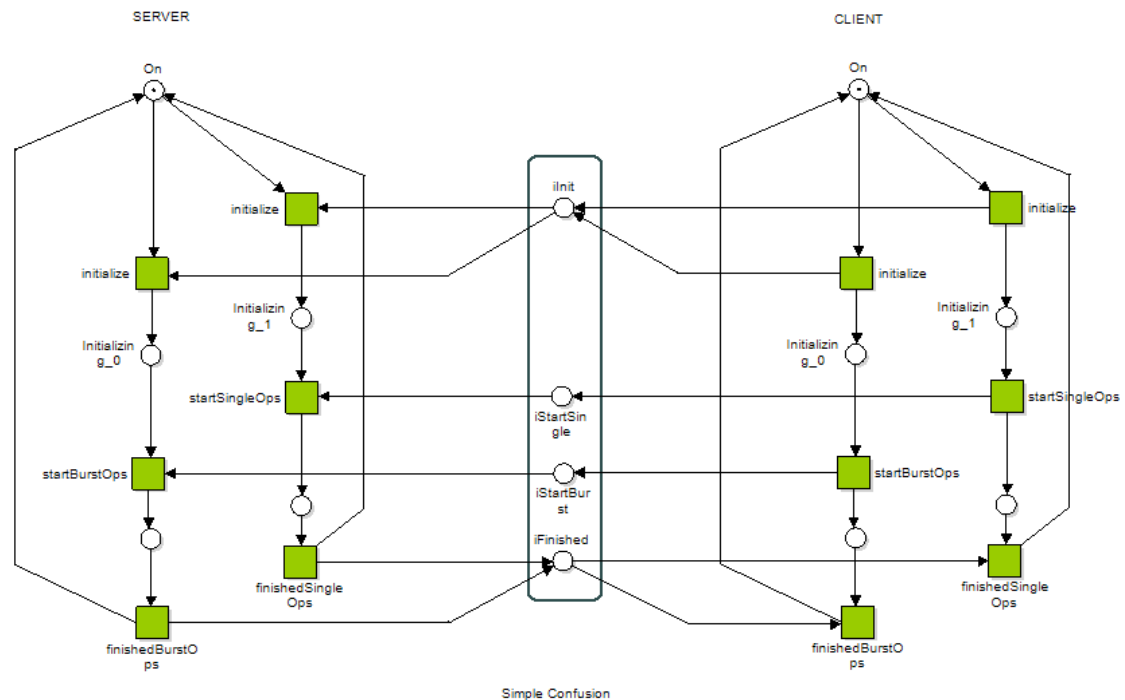 SERVER
CLIENT
On
On
iInit
initialize
initialize
initialize
initialize
Initializin
g_1
Initializin
g_1
Initializin
g_0
Initializin
g_0
startSingleOps
startSingleOps
iStartSin
gle
startBurstOps
startBurstOps
iStartBur
st
iFinished
finishedSingle
Ops
finishedSingle
Ops
finishedBurstO
ps
finishedBurstO
ps
Simple Confusion